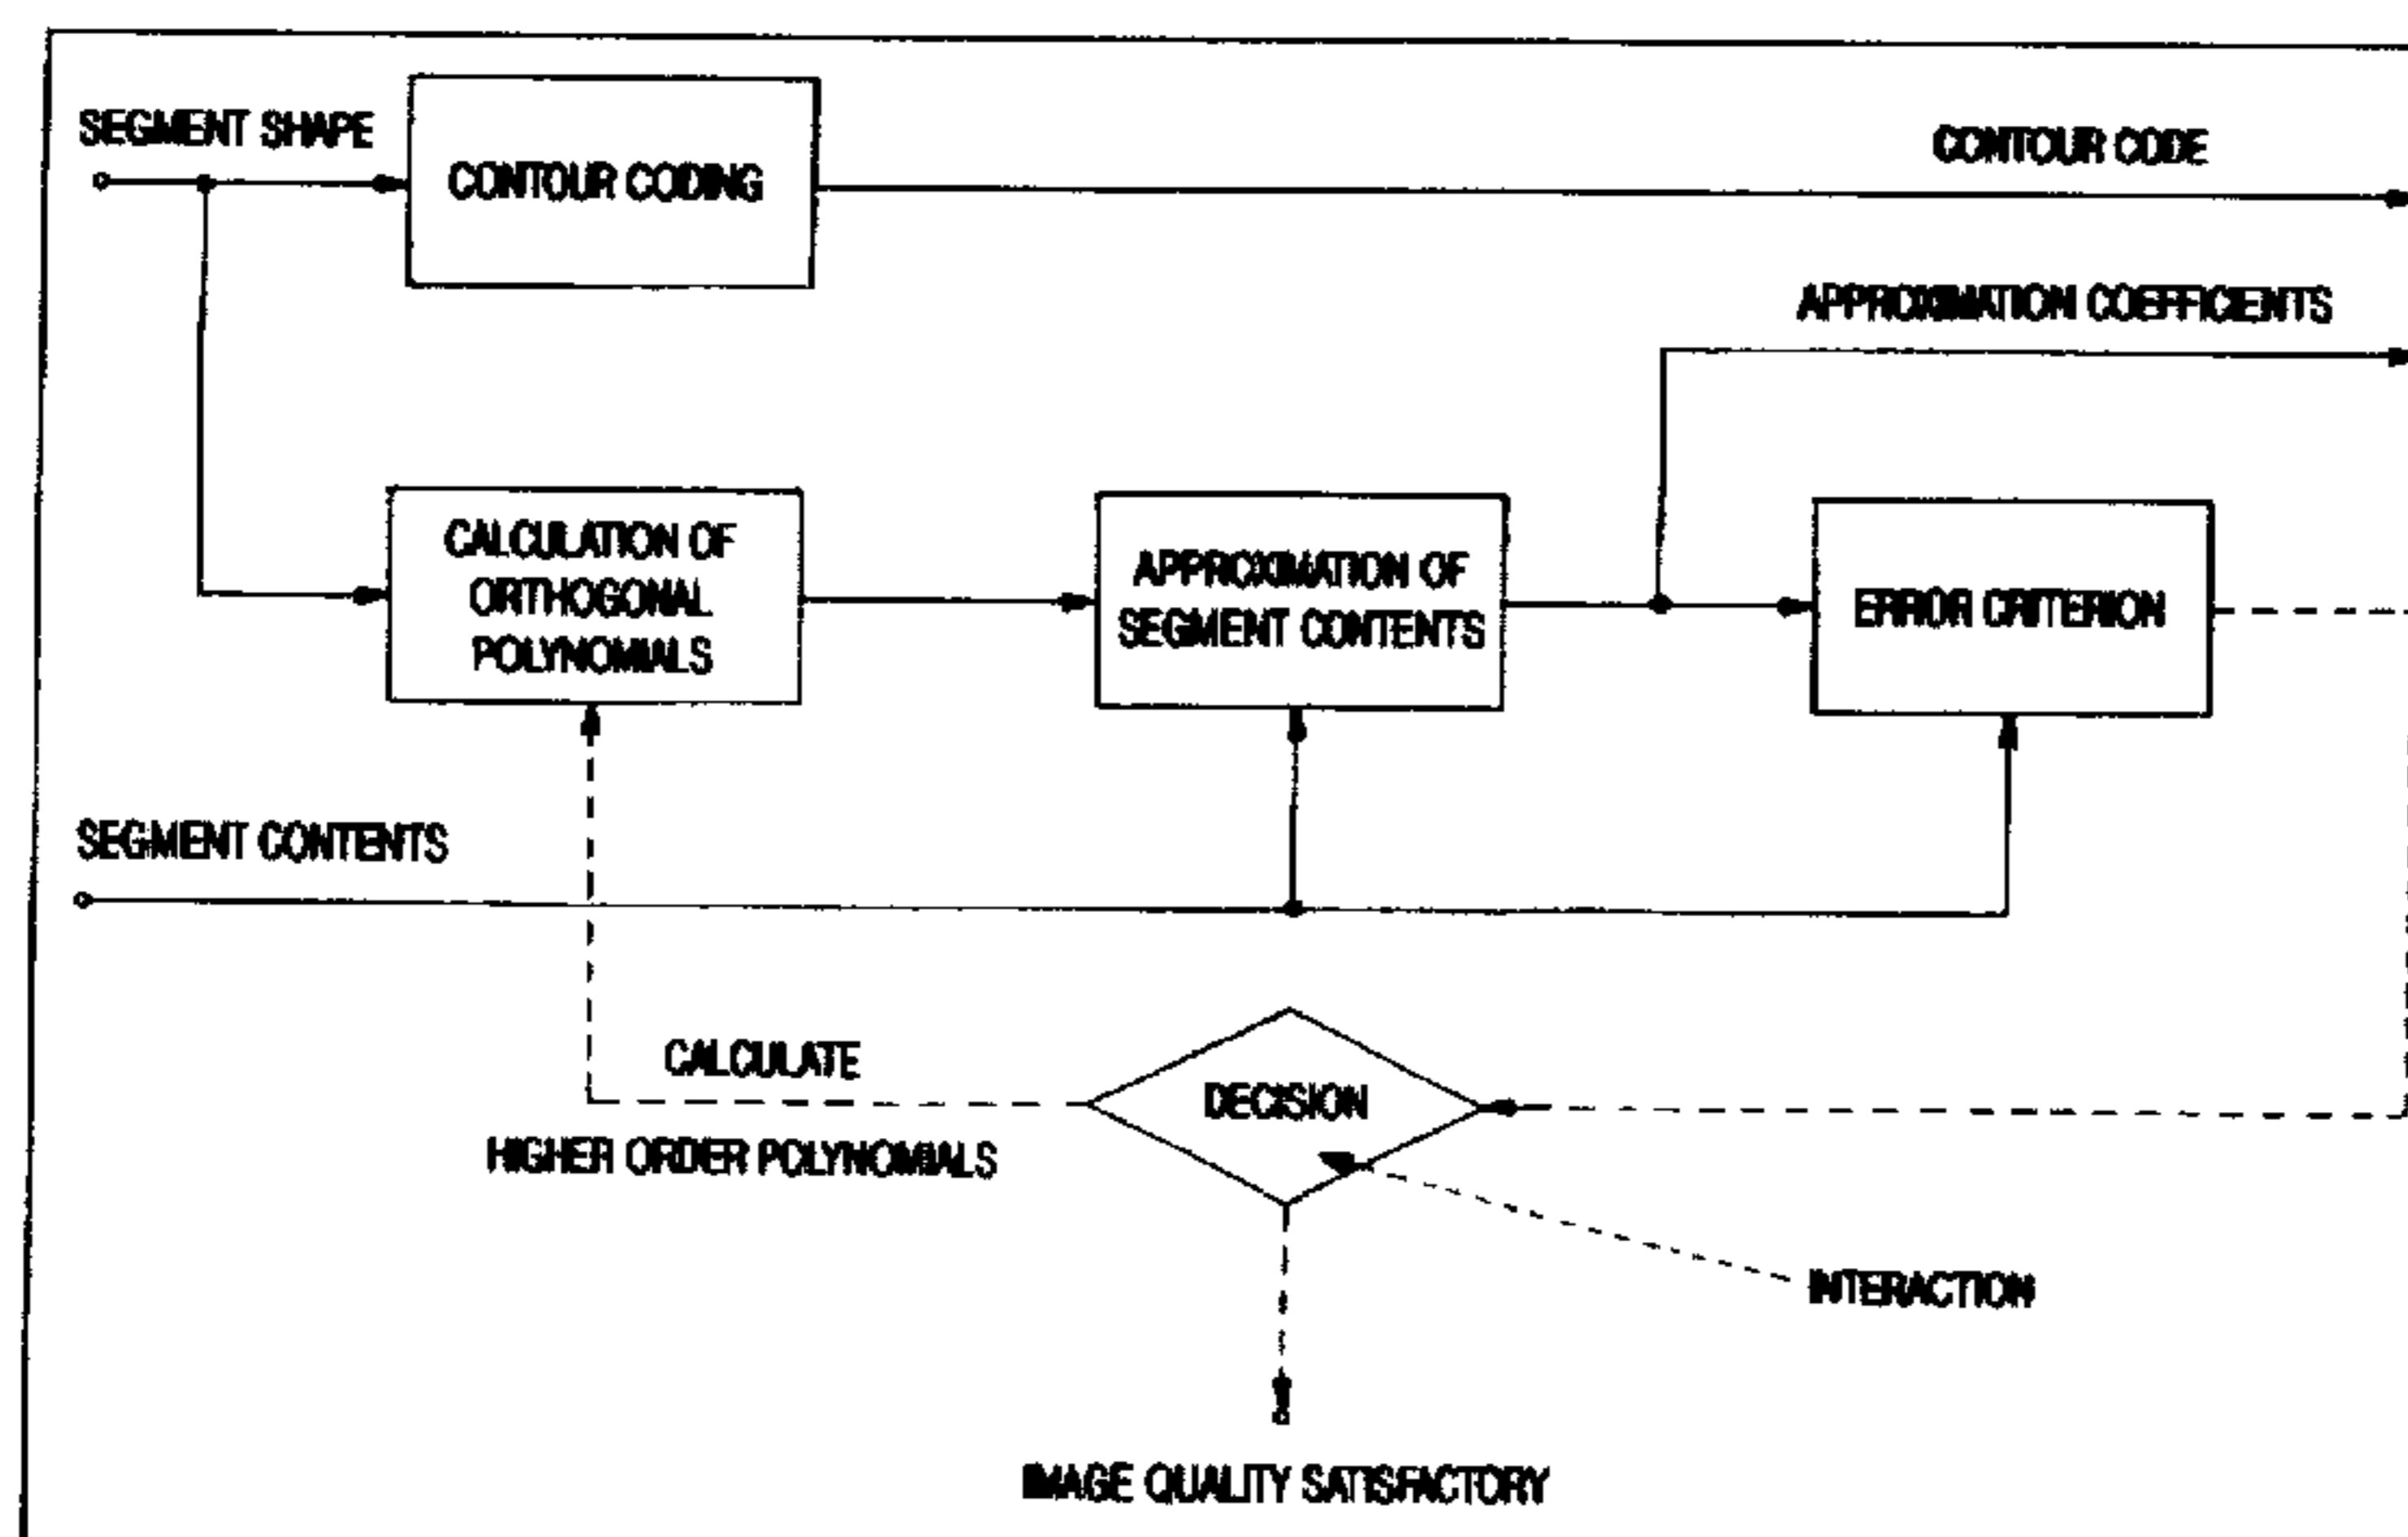 SEGMENT SHAPE
CONTOUR CODING
CONTOUR CODE
APPROXIMATION COEFFICIENTS
CALCULATION OF
ORTHOGONAL
POLYNOMIALS
APPROXIMATION OF
SEGMENT CONTENTS
ERROR CRITERION
SEGMENT CONTENTS
CALCULATE
HIGHER ORDER POLYNOMIALS
DECISION
INTERACTION
IMAGE QUALITY SATISFACTORY